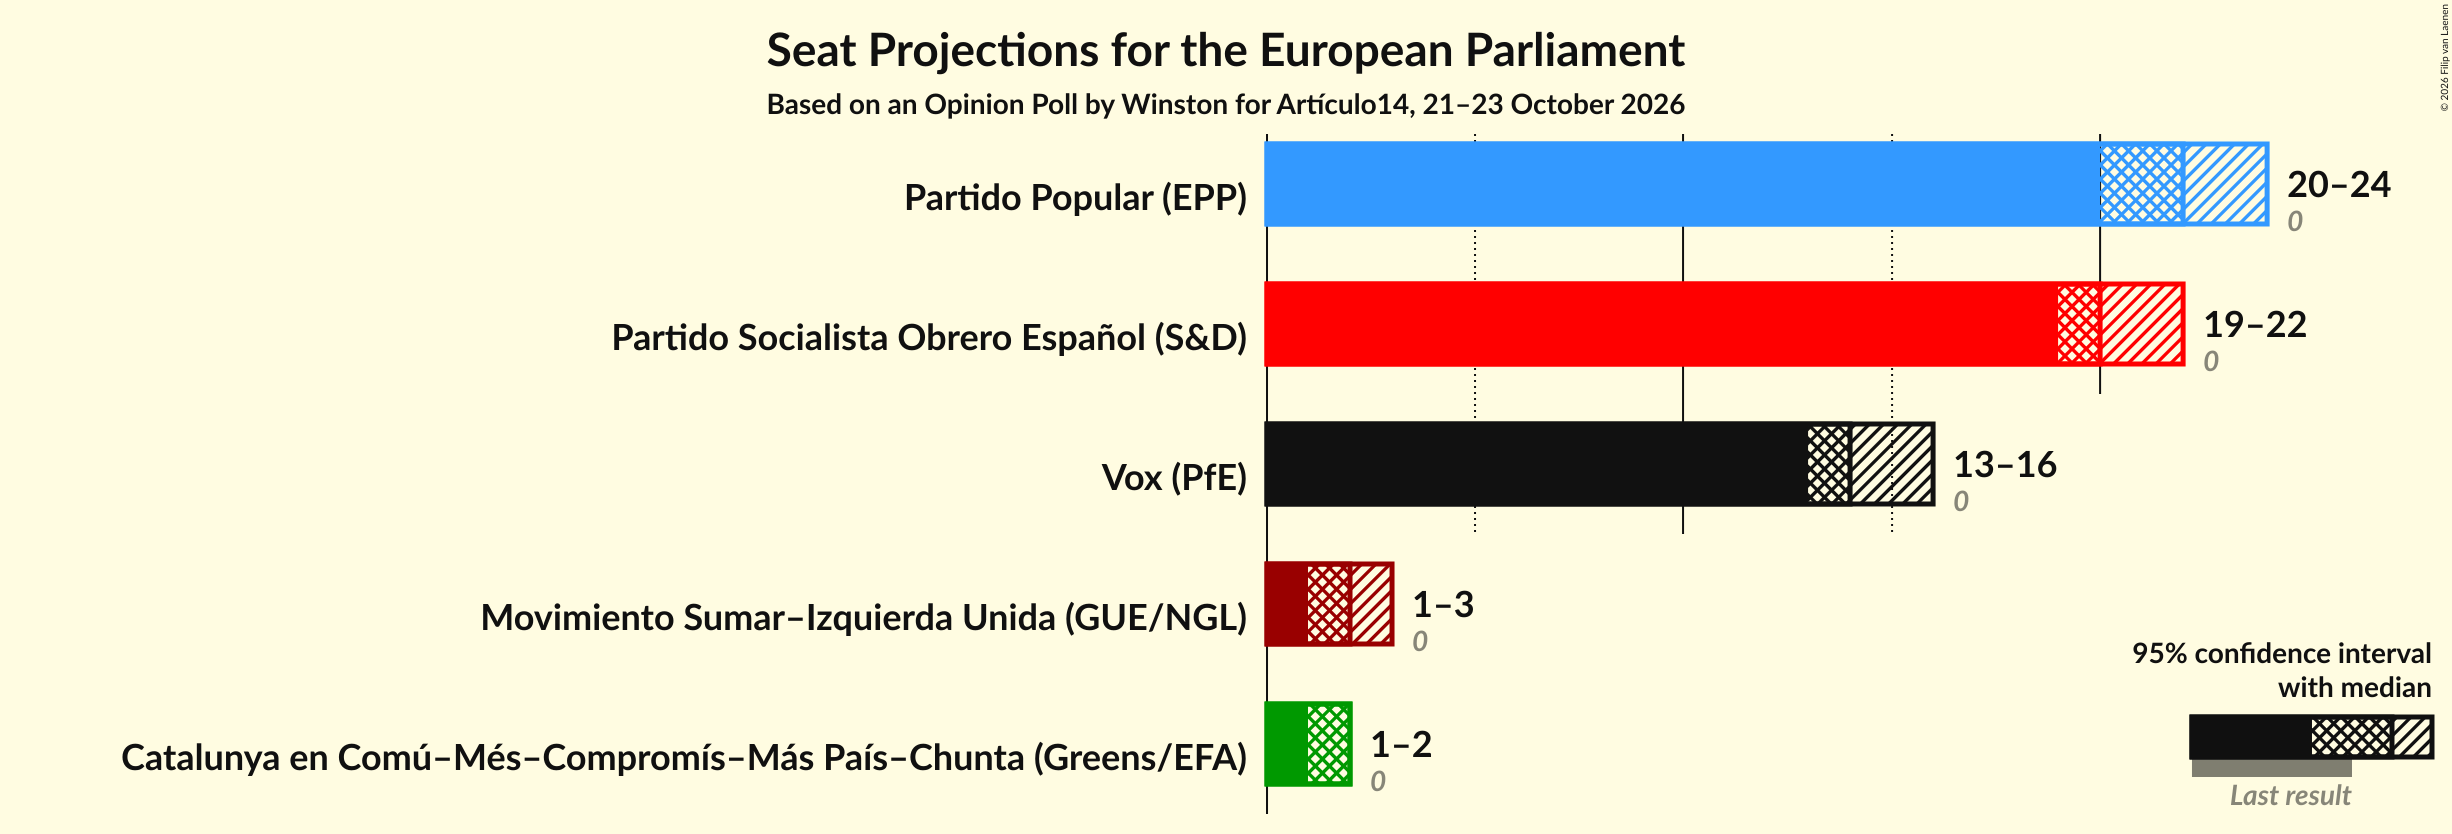 Seat Projections for the European Parliament
Based on an Opinion Poll by Winston for Artículo14, 21–23 October 2026
© 2026 Filip van Laenen
Partido Popular (EPP)
20–24
0
Partido Socialista Obrero Español (S&D)
19–22
0
Vox (PfE)
13–16
0
Movimiento Sumar–Izquierda Unida (GUE/NGL)
1–3
0
Catalunya en Comú–Més–Compromís–Más País–Chunta (Greens/EFA)
1–2
0
95% confidence interval
with median
Last result